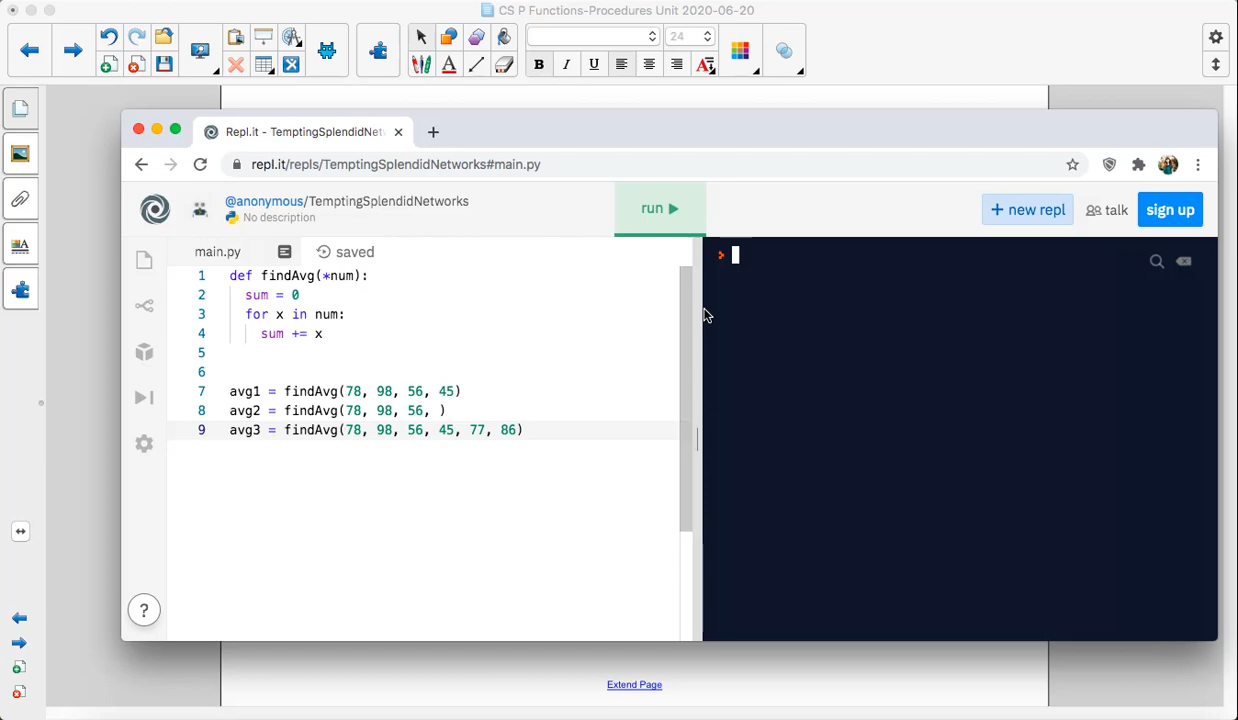 CS P Functions-Procedures Unit 2020-06-20
24
B I U A
Repl.it - TemptingSplendidNet
repl.it/repls/TemptingSplendidNetworks#main.py
@anonymous/TemptingSplendidNetworks
No description
run
+ new repl
talk
sign up
main.py
saved
1 def findAvg(*num):
2 sum = 0
3 for x in num:
4 sum += x
5
6
7 avg1 = findAvg(78, 98, 56, 45)
8 avg2 = findAvg(78, 98, 56, )
9 avg3 = findAvg(78, 98, 56, 45, 77, 86)
?
Extend Page